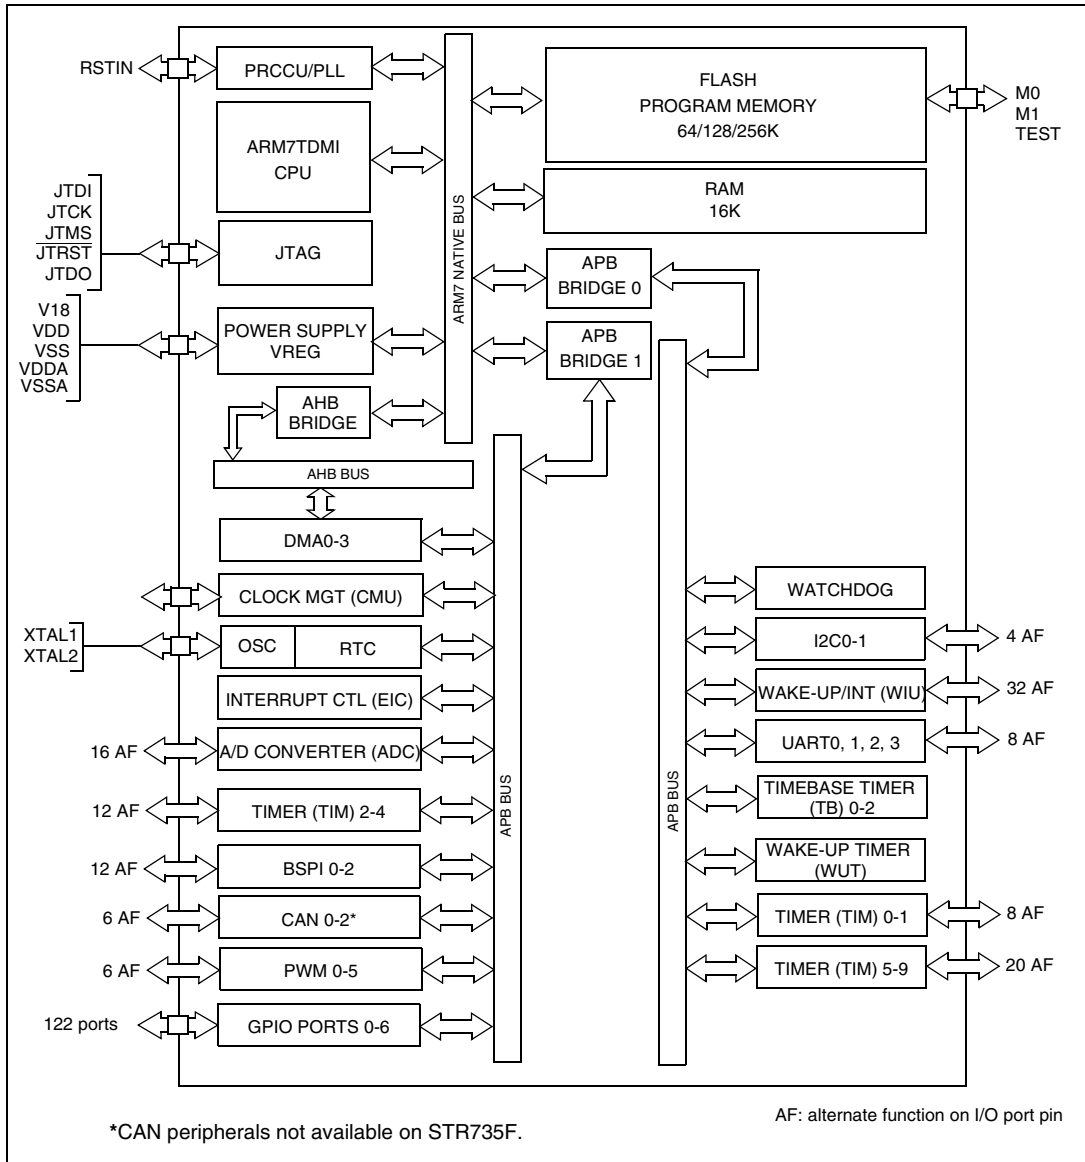 RSTIN
PRCCU/PLL
FLASH
PROGRAM MEMORY
64/128/256K
M0
M1
TEST
ARM7TDMI
CPU
RAM
16K
JTDI
JTCK
JTMS
JTRST
JTDO
JTAG
ARM7 NATIVE BUS
APB
BRIDGE 0
V18
VDD
VSS
VDDA
VSSA
POWER SUPPLY
VREG
APB
BRIDGE 1
AHB
BRIDGE
AHB BUS
DMA0-3
CLOCK MGT (CMU)
XTAL1
XTAL2
OSC
RTC
INTERRUPT CTL (EIC)
16 AF
A/D CONVERTER (ADC)
12 AF
TIMER (TIM) 2-4
12 AF
BSPI 0-2
6 AF
CAN 0-2*
6 AF
PWM 0-5
122 ports
GPIO PORTS 0-6
APB BUS
APB BUS
WATCHDOG
I2C0-1
4 AF
WAKE-UP/INT (WIU)
32 AF
UART0, 1, 2, 3
8 AF
TIMEBASE TIMER
(TB) 0-2
WAKE-UP TIMER
(WUT)
TIMER (TIM) 0-1
8 AF
TIMER (TIM) 5-9
20 AF
AF: alternate function on I/O port pin
*CAN peripherals not available on STR735F.